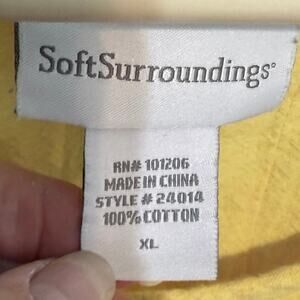 SoftSurroundings®
RN# 101206
MADE IN CHINA
STYLE # 24014
100% COTTON
XL